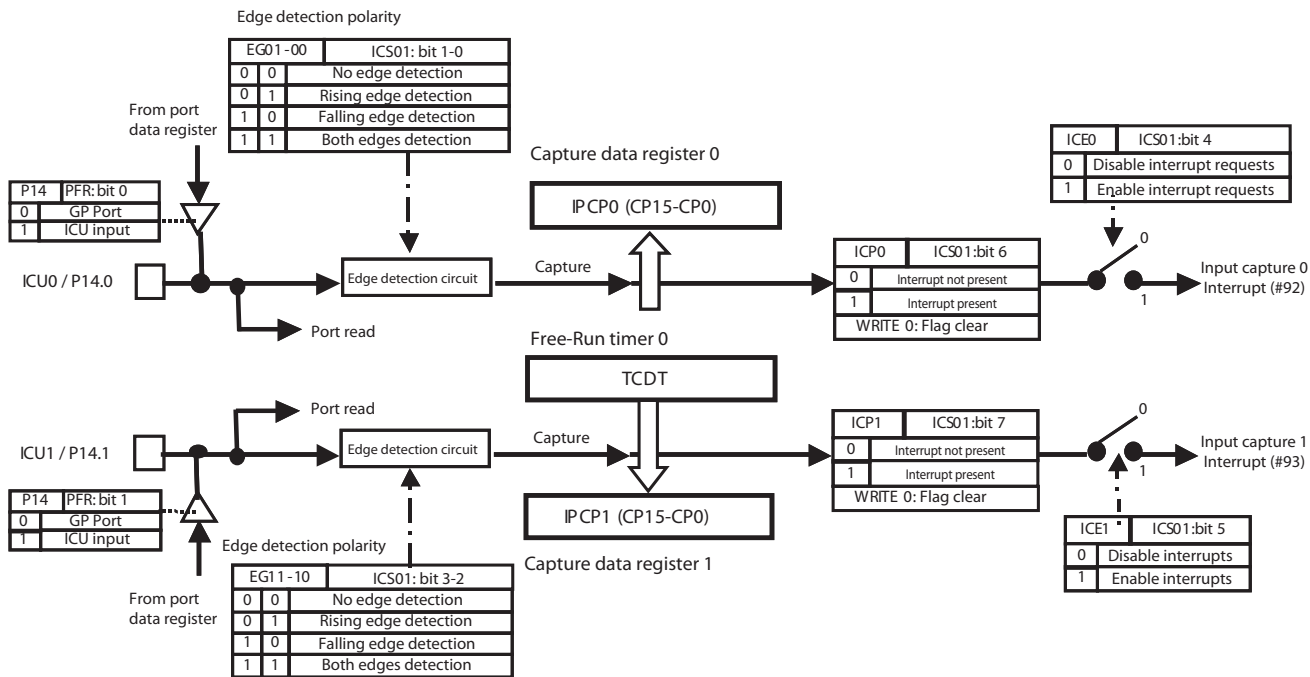 Edge detection polarity
EG01-00 ICS01: bit 1-0
0 0 No edge detection
0 1 Rising edge detection
1 0 Falling edge detection
1 1 Both edges detection
From port
data register
P14 PFR: bit 0
0 GP Port
1 ICU input
ICU0 / P14.0
Port read
Edge detection circuit
Capture
Capture data register 0
IPCP0 (CP15-CP0)
ICP0 ICS01:bit 6
0 Interrupt not present
1 Interrupt present
WRITE 0: Flag clear
ICE0 ICS01:bit 4
0 Disable interrupt requests
1 Enable interrupt requests
0
1
Input capture 0
Interrupt (#92)
Free-Run timer 0
TCDT
ICU1 / P14.1
Port read
Edge detection circuit
Capture
IPCP1 (CP15-CP0)
Capture data register 1
ICP1 ICS01:bit 7
0 Interrupt not present
1 Interrupt present
WRITE 0: Flag clear
0
1
Input capture 1
Interrupt (#93)
ICE1 ICS01:bit 5
0 Disable interrupts
1 Enable interrupts
P14 PFR: bit 1
0 GP Port
1 ICU input
From port
data register
Edge detection polarity
EG11-10 ICS01: bit 3-2
0 0 No edge detection
0 1 Rising edge detection
1 0 Falling edge detection
1 1 Both edges detection